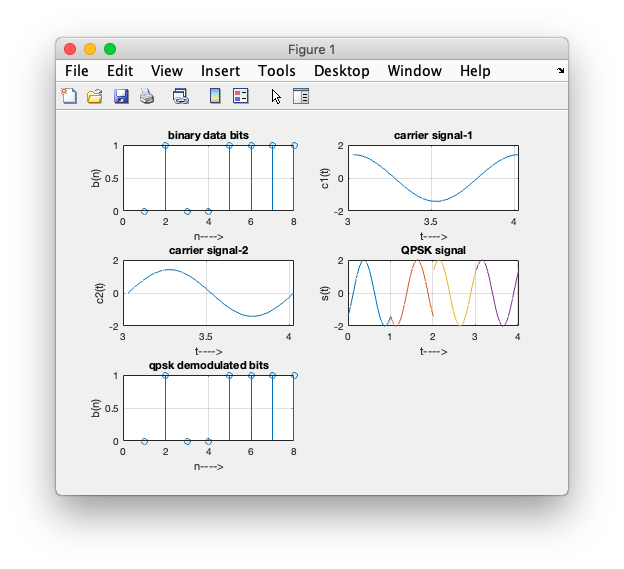 Figure 1
File Edit View Insert Tools Desktop Window Help
binary data bits
1
0.5
0
b(n)
0 2 4 6 8
n---->
carrier signal-1
2
0
-2
c1(t)
3 3.5 4
t---->
carrier signal-2
2
0
-2
c2(t)
3 3.5 4
t---->
QPSK signal
2
0
-2
s(t)
0 1 2 3 4
t---->
qpsk demodulated bits
1
0.5
0
b(n)
0 2 4 6 8
n---->